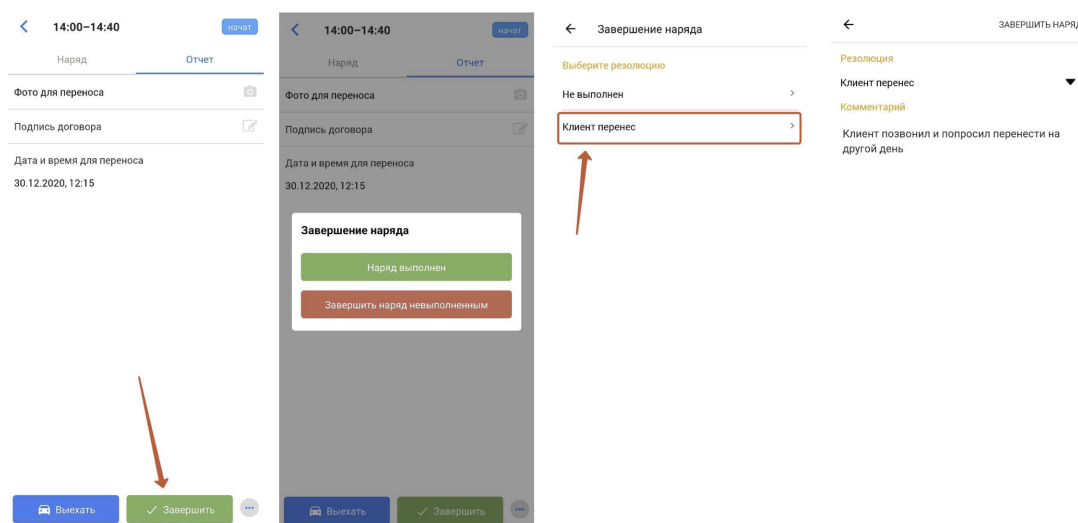 14:00–14:40
начат
Наряд
Отчет
Фото для переноса
Подпись договора
Дата и время для переноса
30.12.2020, 12:15
Выехать
Завершить
14:00–14:40
начат
Наряд
Отчет
Фото для переноса
Подпись договора
Дата и время для переноса
30.12.2020, 12:15
Завершение наряда
Наряд выполнен
Завершить наряд невыполненным
Выехать
Завершить
Завершение наряда
Выберите резолюцию
Не выполнен
Клиент перенес
ЗАВЕРШИТЬ НАРЯД
Резолюция
Клиент перенес
Комментарий
Клиент позвонил и попросил перенести на
другой день